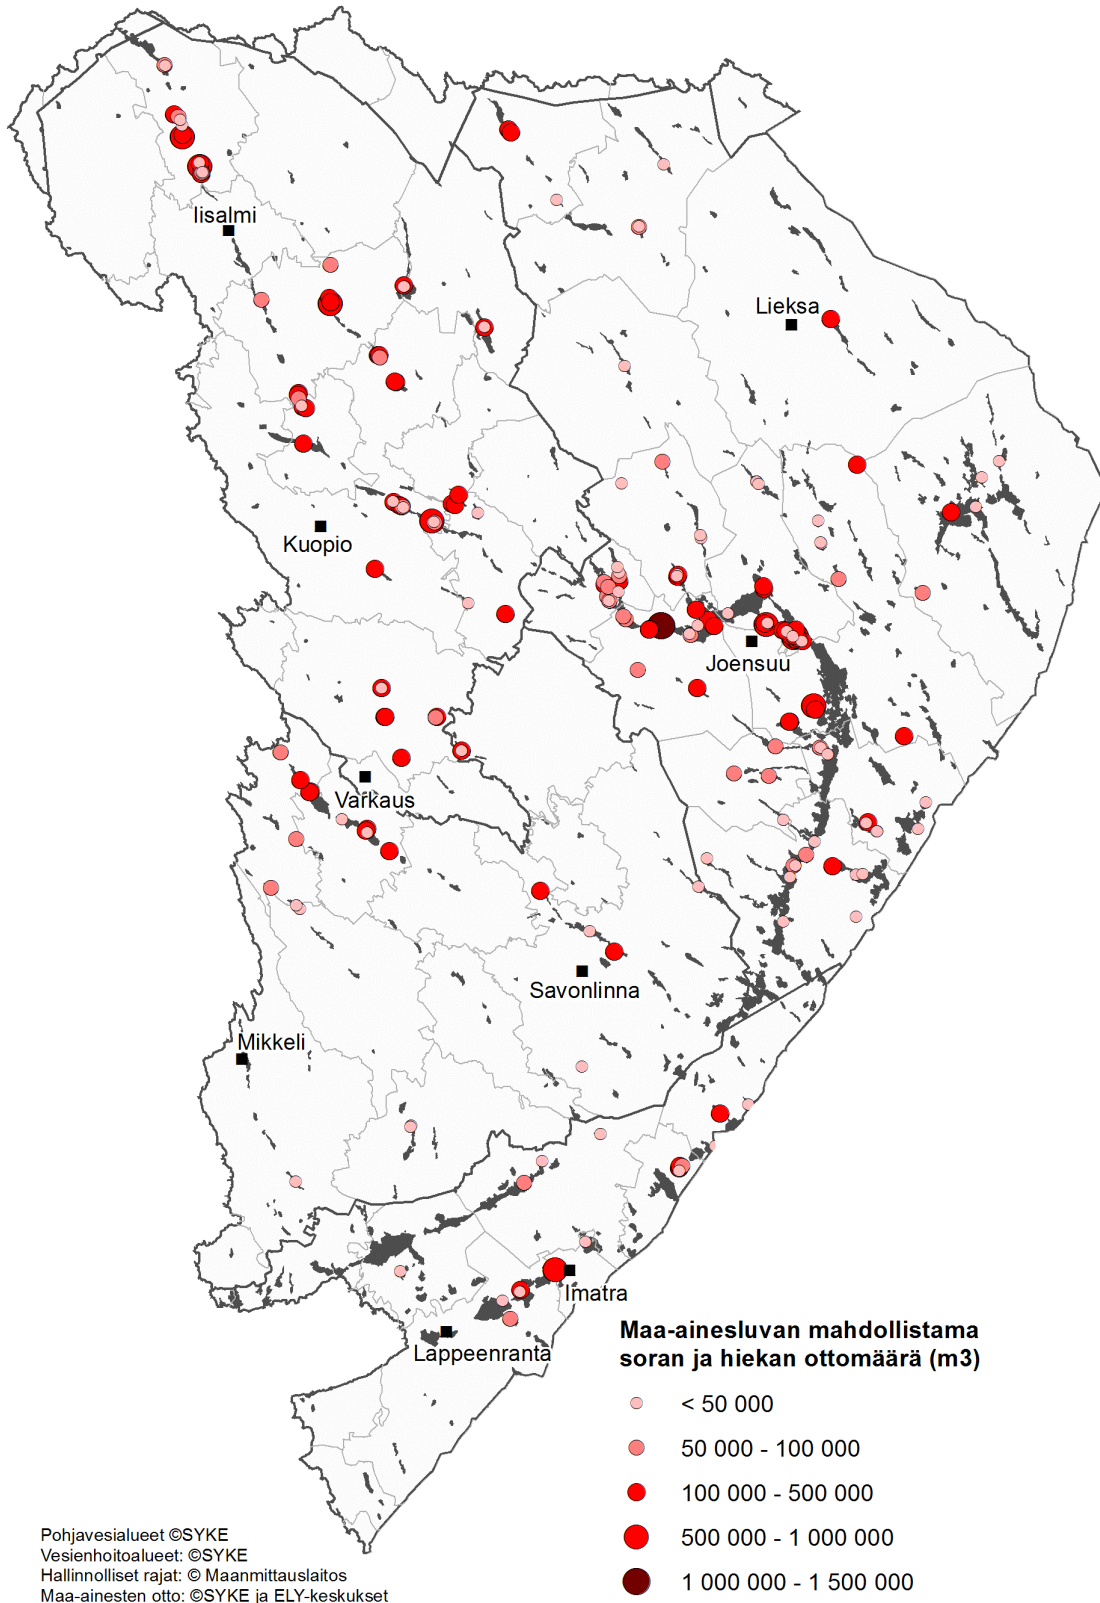 Iisalmi
Lieksa
Kuopio
Joensuu
Varkaus
Savonlinna
Mikkeli
Imatra
Lappeenranta
Maa-ainesluvan mahdollistama
soran ja hiekan ottomäärä (m3)
< 50 000
50 000 - 100 000
100 000 - 500 000
500 000 - 1 000 000
1 000 000 - 1 500 000
Pohjavesialueet ©SYKE
Vesienhoitoalueet: ©SYKE
Hallinnolliset rajat: © Maanmittauslaitos
Maa-ainesten otto: ©SYKE ja ELY-keskukset